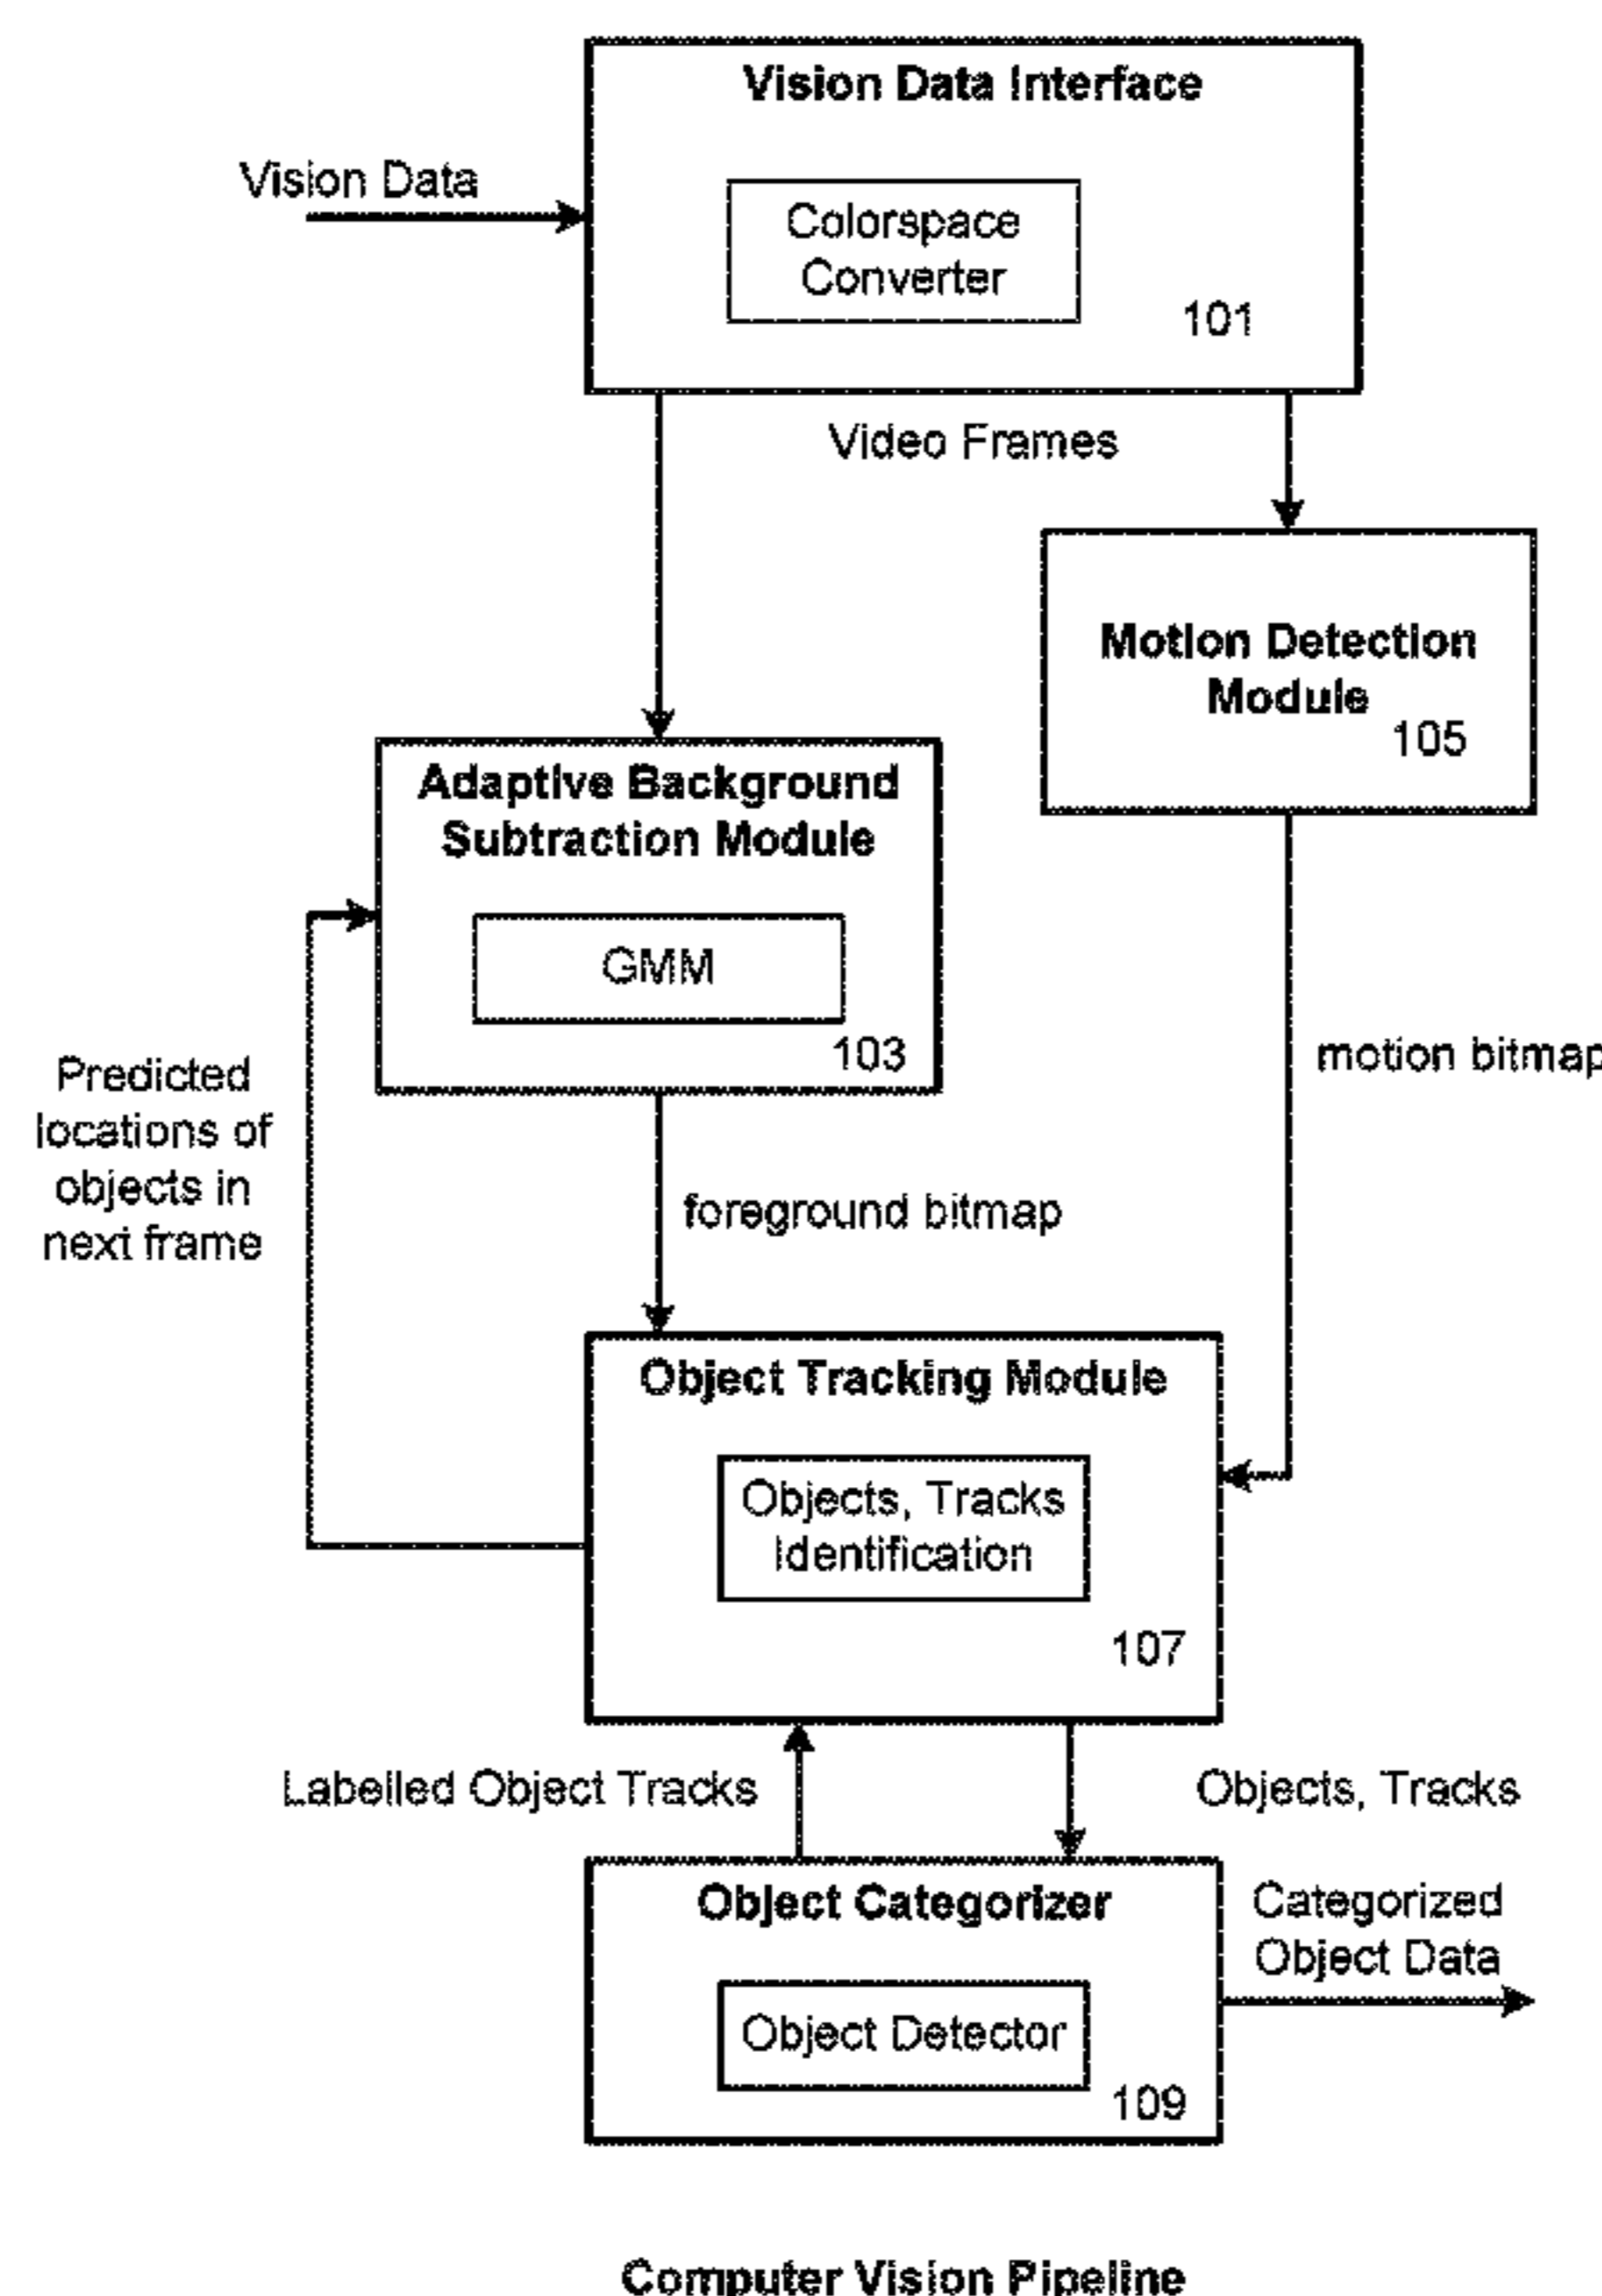 Vision Data Interface
Vision Data
Colorspace
Converter
101
Video Frames
Motion Detection
Module
105
Adaptive Background
Subtraction Module
GMM
103
Predicted
locations of
objects in
next frame
motion bitmap
foreground bitmap
Object Tracking Module
Objects, Tracks
Identification
107
Labelled Object Tracks
Objects, Tracks
Object Categorizer
Categorized
Object Data
Object Detector
109
Computer Vision Pipeline